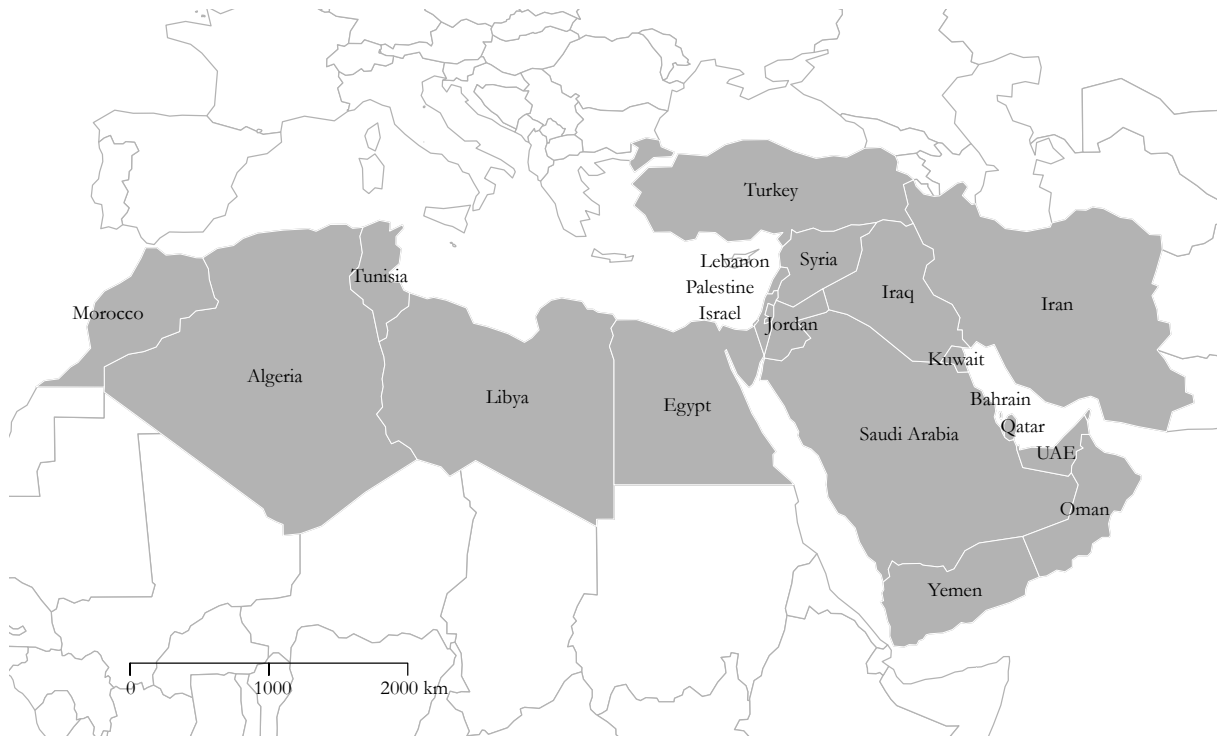 Turkey
Lebanon
Syria
Tunisia
Palestine
Iraq
Iran
Morocco
Israel
Jordan
Kuwait
Algeria
Libya
Egypt
Bahrain
Qatar
Saudi Arabia
UAE
Oman
Yemen
0 1000 2000 km